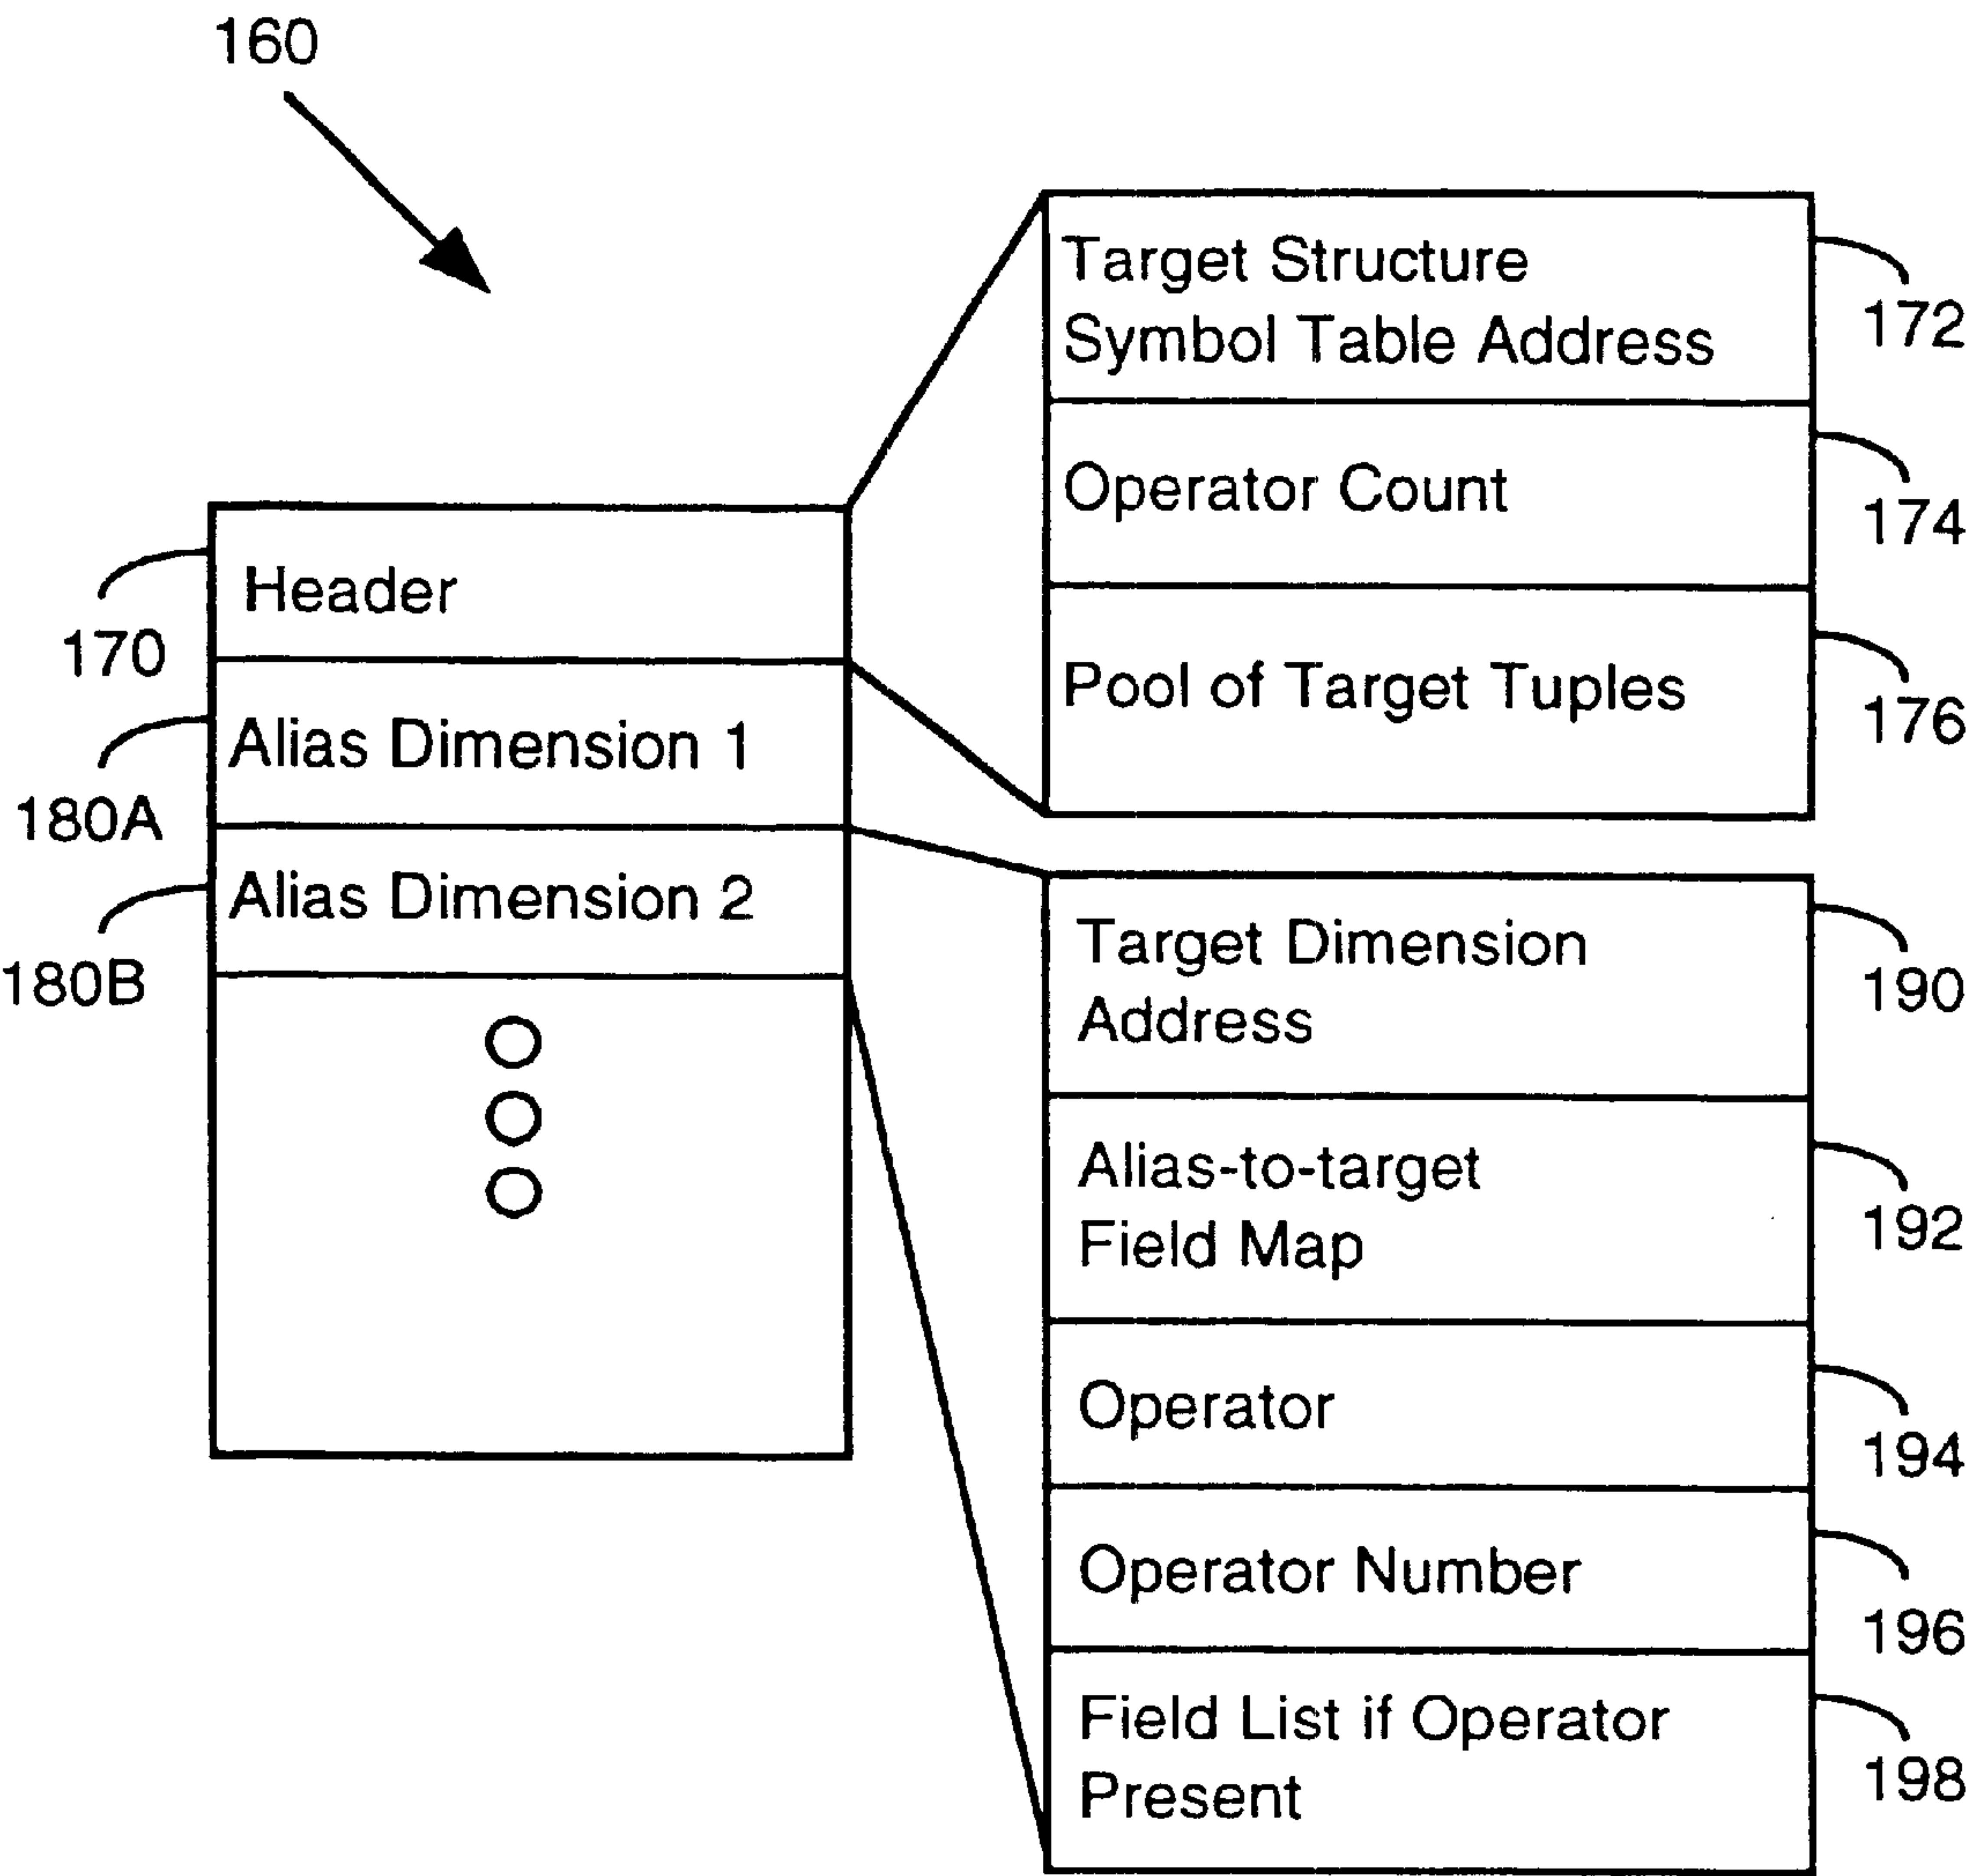 160
Header
170
Alias Dimension 1
180A
Alias Dimension 2
180B
Target Structure
Symbol Table Address
172
Operator Count
174
Pool of Target Tuples
176
Target Dimension
Address
190
Alias-to-target
Field Map
192
Operator
194
Operator Number
196
Field List if Operator
Present
198